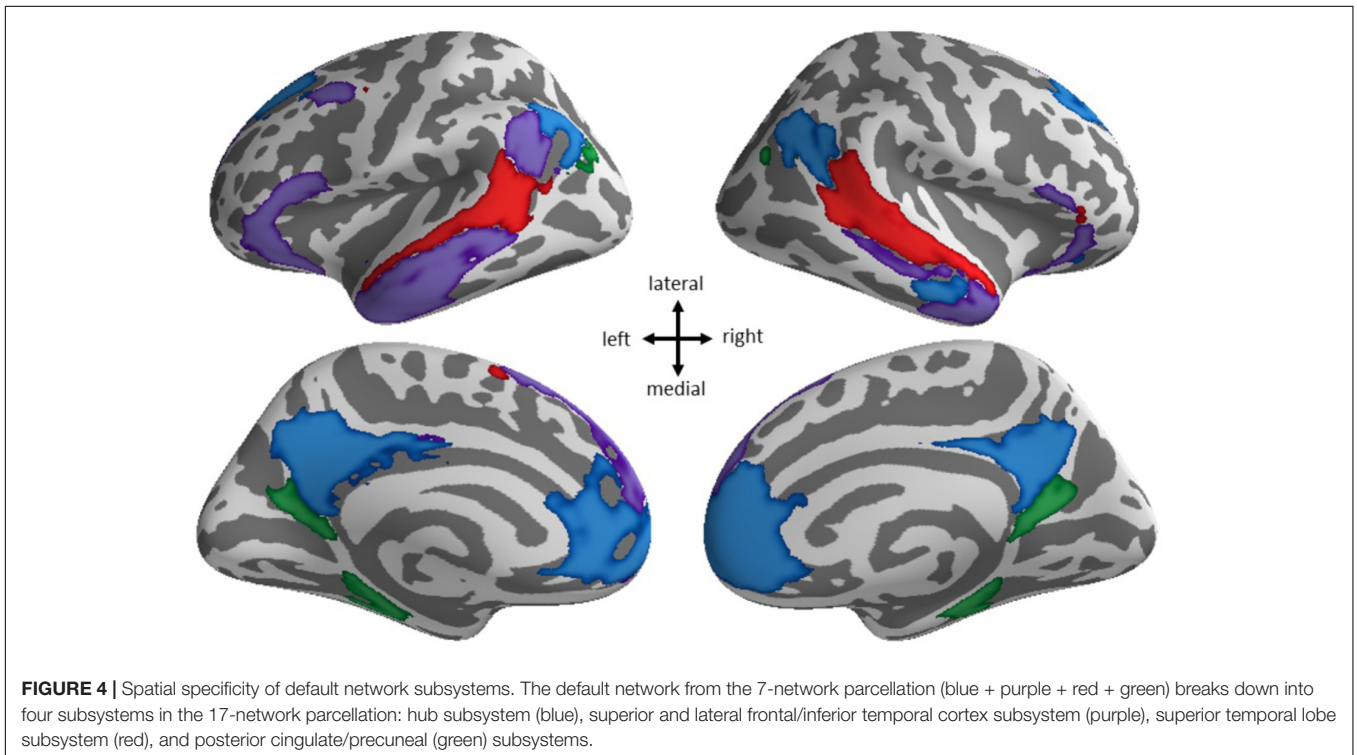 lateral
left right
medial
FIGURE 4 | Spatial specificity of default network subsystems. The default network from the 7-network parcellation (blue + purple + red + green) breaks down into
four subsystems in the 17-network parcellation: hub subsystem (blue), superior and lateral frontal/inferior temporal cortex subsystem (purple), superior temporal lobe
subsystem (red), and posterior cingulate/precuneal (green) subsystems.